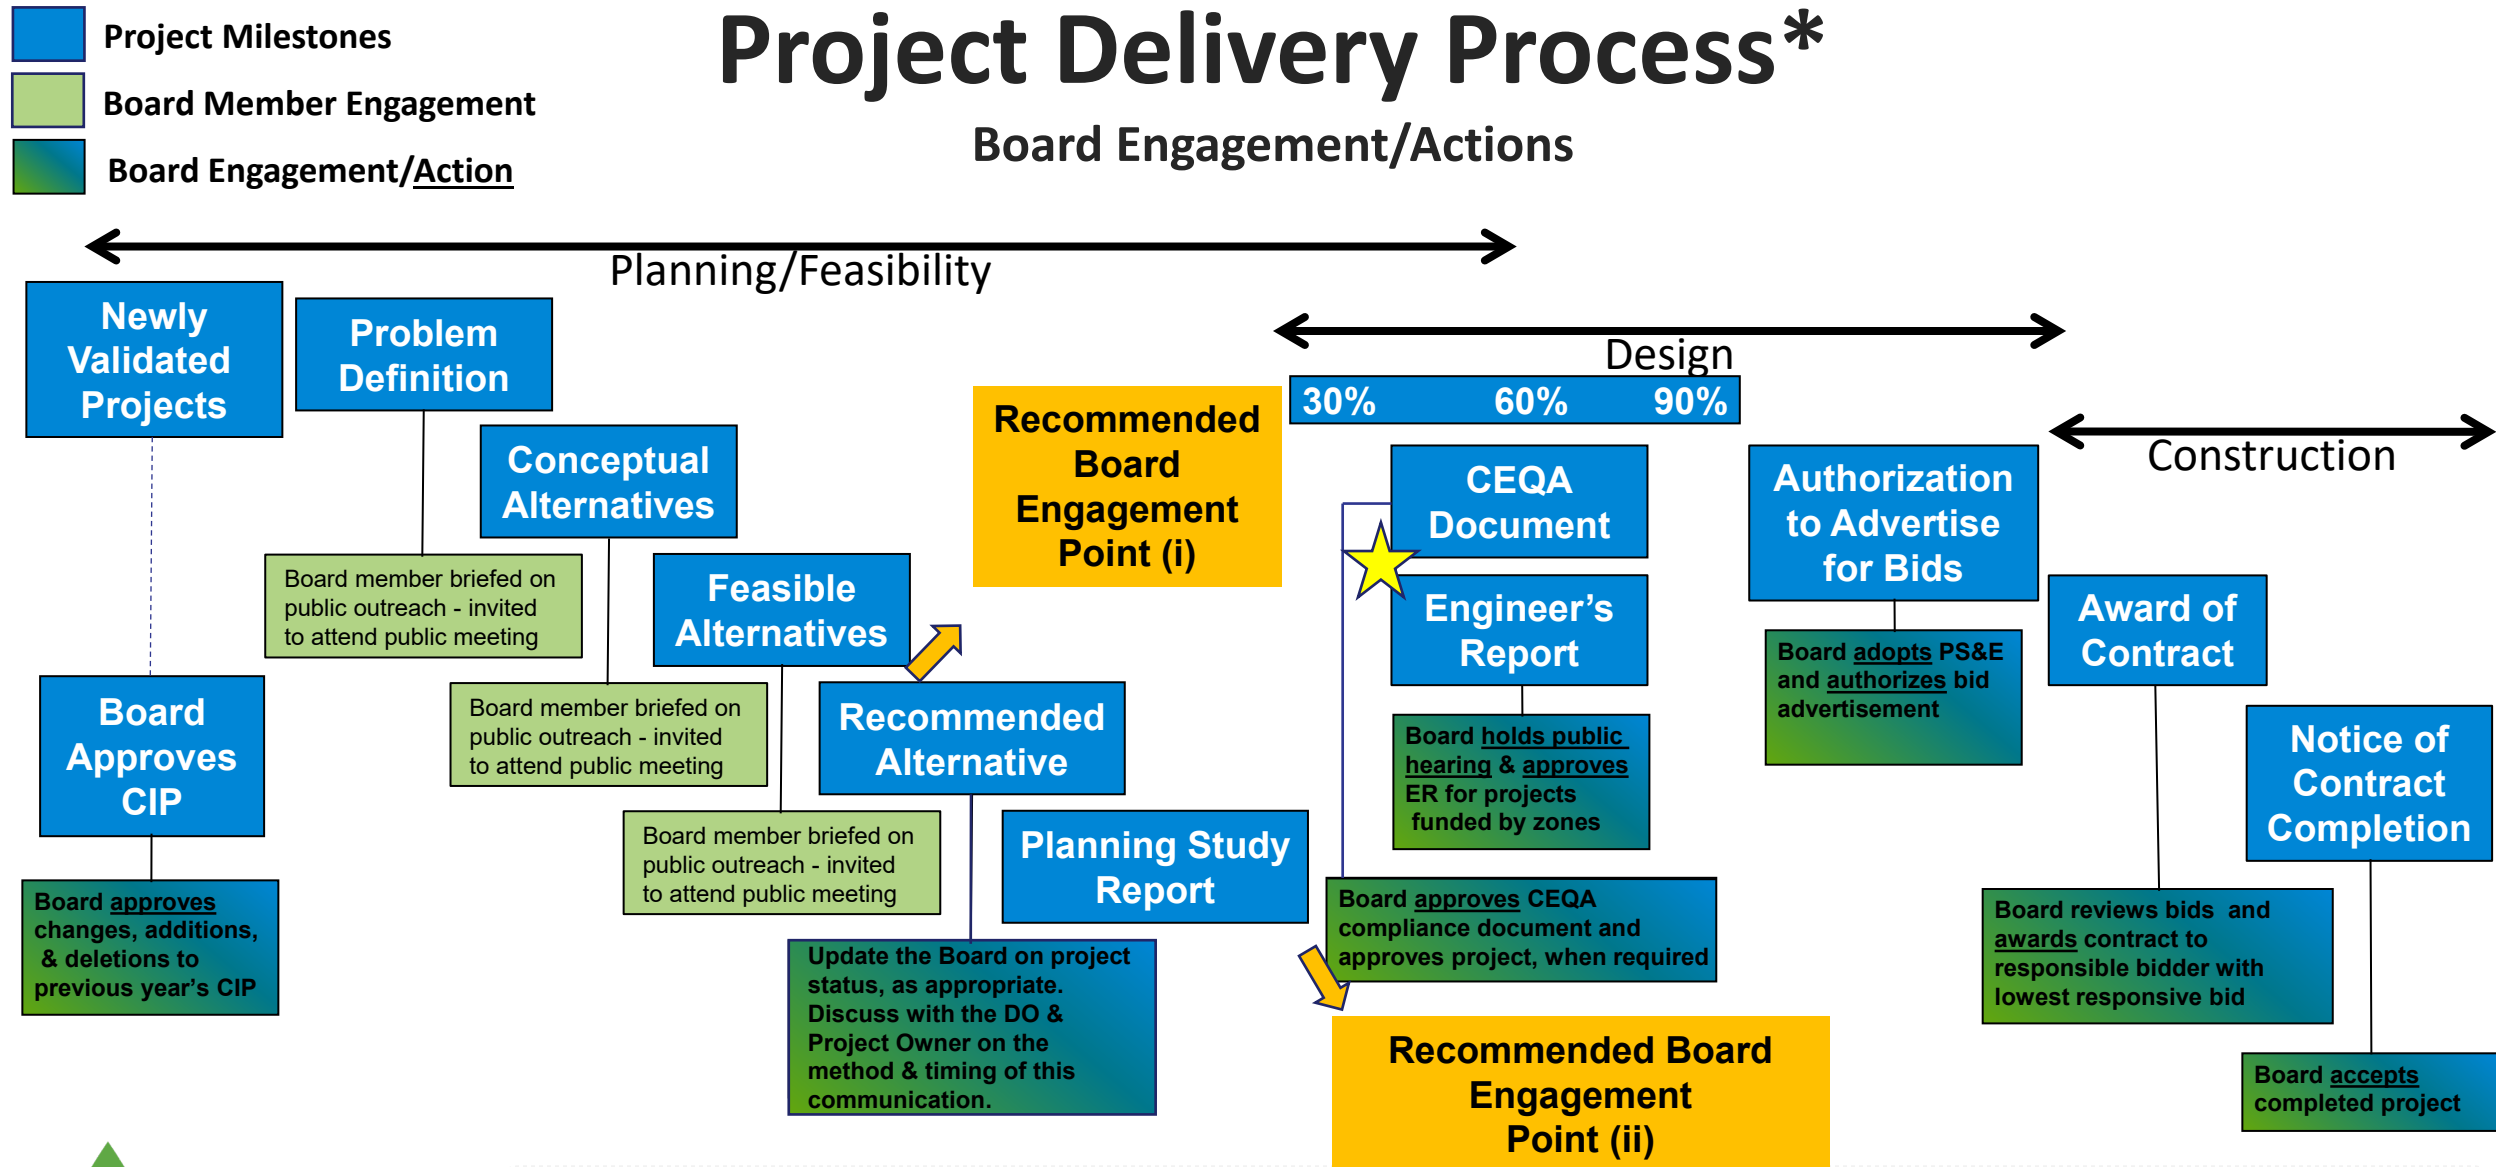 Project Milestones
Board Member Engagement
Board Engagement/Action
Project Delivery Process*
Board Engagement/Actions
Planning/Feasibility
Design
Construction
Newly
Validated
Projects
Board
Approves
CIP
Board approves
changes, additions,
& deletions to
previous year's CIP
Problem
Definition
Board member briefed on
public outreach - invited
to attend public meeting
Conceptual
Alternatives
Board member briefed on
public outreach - invited
to attend public meeting
Feasible
Alternatives
Board member briefed on
public outreach - invited
to attend public meeting
Recommended
Board
Engagement
Point (i)
Recommended
Alternative
Update the Board on project
status, as appropriate.
Discuss with the DO &
Project Owner on the
method & timing of this
communication.
Planning Study
Report
30% 60% 90%
CEQA
Document
Engineer's
Report
Board holds public
hearing & approves
ER for projects
funded by zones
Board approves CEQA
compliance document and
approves project, when required
Recommended Board
Engagement
Point (ii)
Authorization
to Advertise
for Bids
Board adopts PS&E
and authorizes bid
advertisement
Award of
Contract
Board reviews bids and
awards contract to
responsible bidder with
lowest responsive bid
Notice of
Contract
Completion
Board accepts
completed project